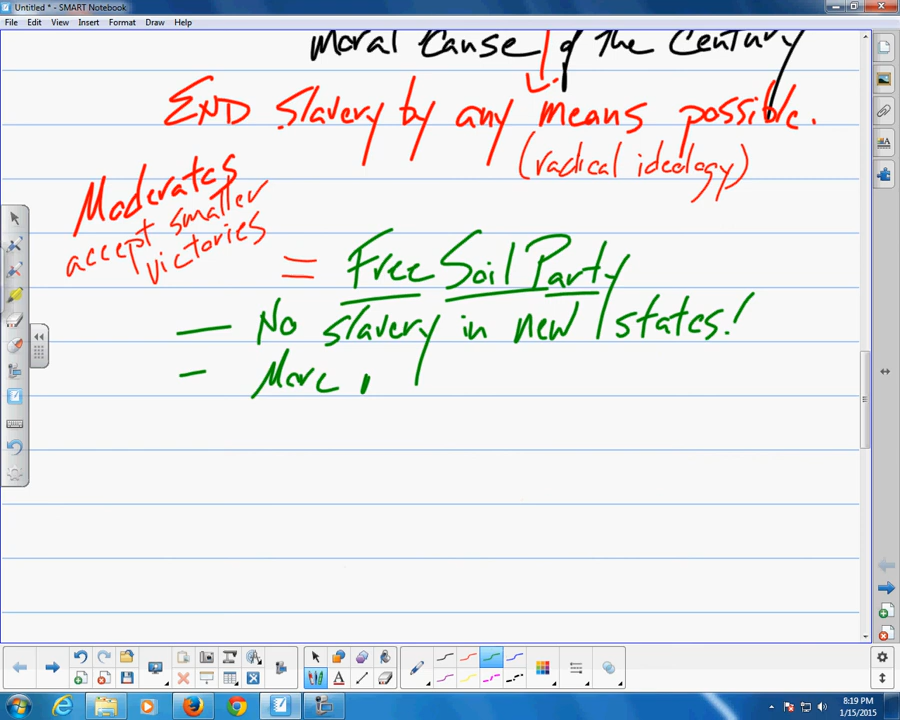 Untitled * - SMART Notebook
File Edit View Insert Format Draw Help
Moral Cause of the Century
END slavery by any means possible.
(radical ideology)
Moderates
accept smaller
victories
= Free Soil Party
— No slavery in new states!
- More
8:19 PM
1/15/2015